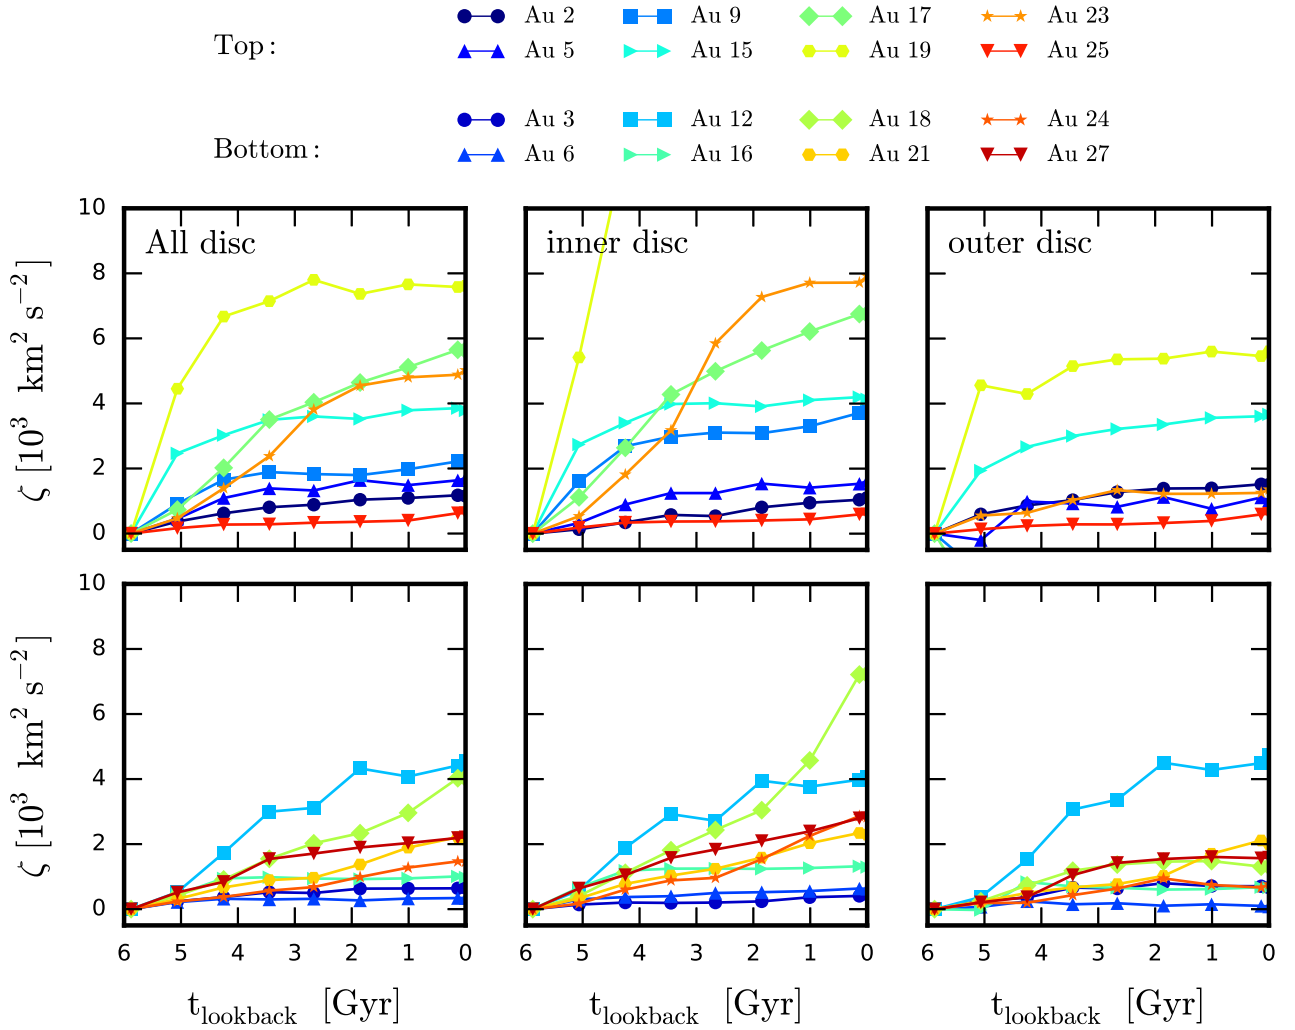 Top: Au 2 Au 9 Au 17 Au 23
Au 5 Au 15 Au 19 Au 25
Bottom: Au 3 Au 12 Au 18 Au 24
Au 6 Au 16 Au 21 Au 27
All disc inner disc outer disc
10
8
6
4
2
0
ζ [10³ km² s⁻²]
10
8
6
4
2
0
ζ [10³ km² s⁻²]
6 5 4 3 2 1 0 6 5 4 3 2 1 0 6 5 4 3 2 1 0
t_lookback [Gyr] t_lookback [Gyr] t_lookback [Gyr]